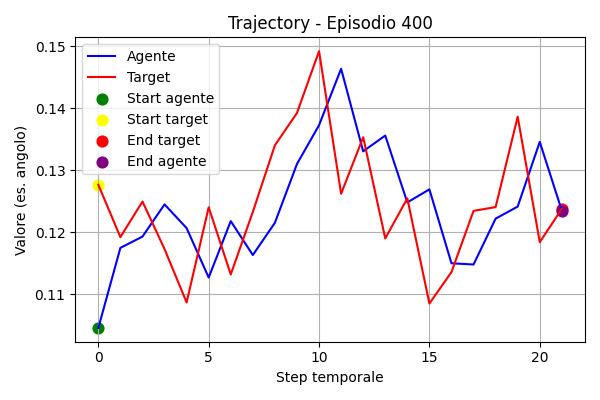 Trajectory - Episodio 400
Valore (es. angolo)
0.15
0.14
0.13
0.12
0.11
Agente
Target
Start agente
Start target
End target
End agente
0 5 10 15 20
Step temporale